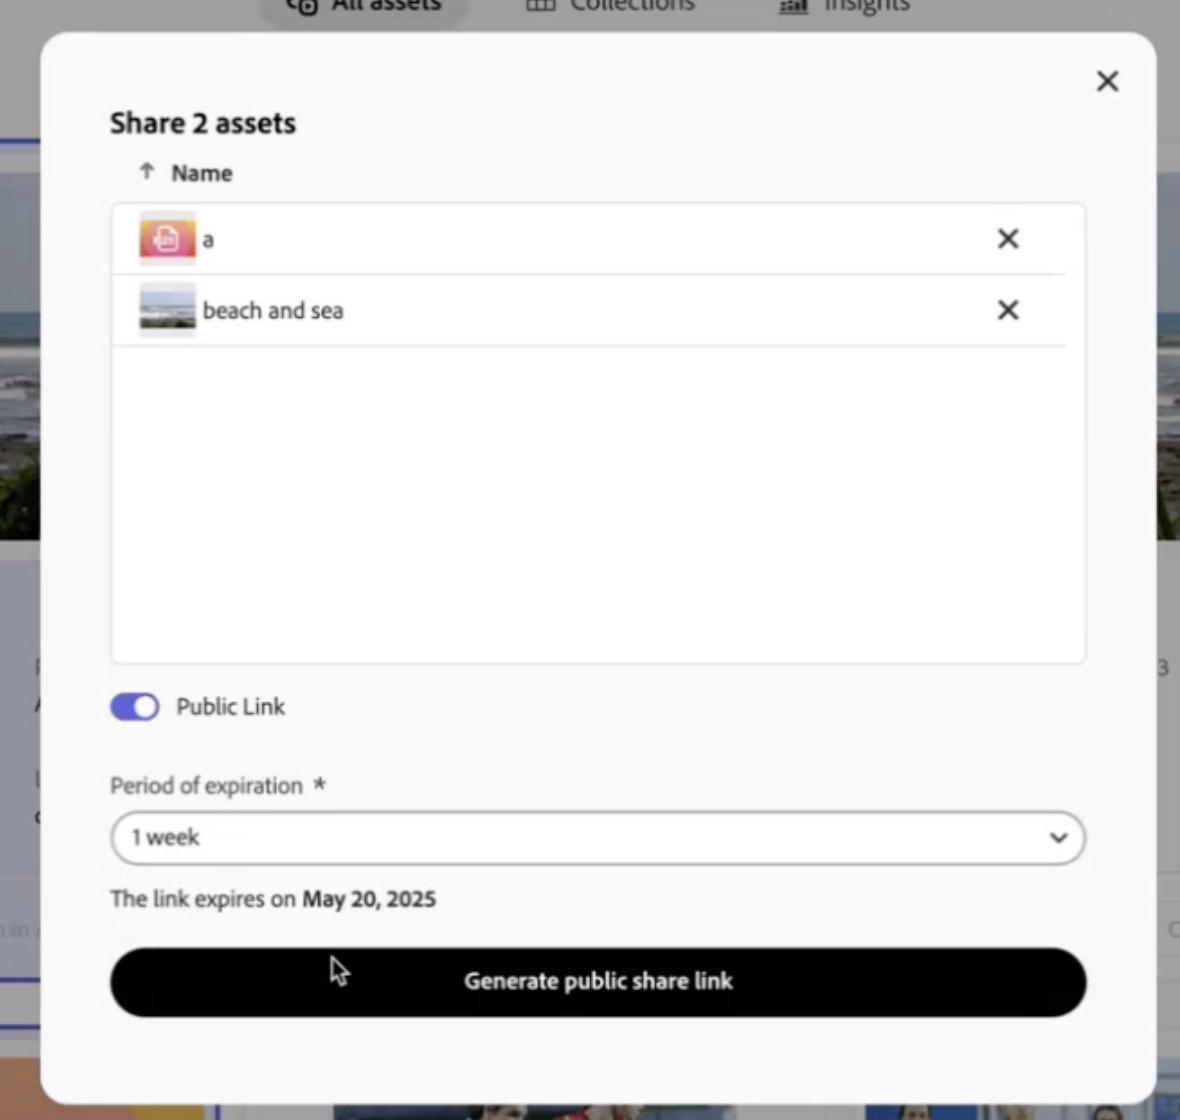 All assets
Collections
Insights
Share 2 assets
Name
a
beach and sea
Public Link
Period of expiration *
1 week
The link expires on May 20, 2025
Generate public share link